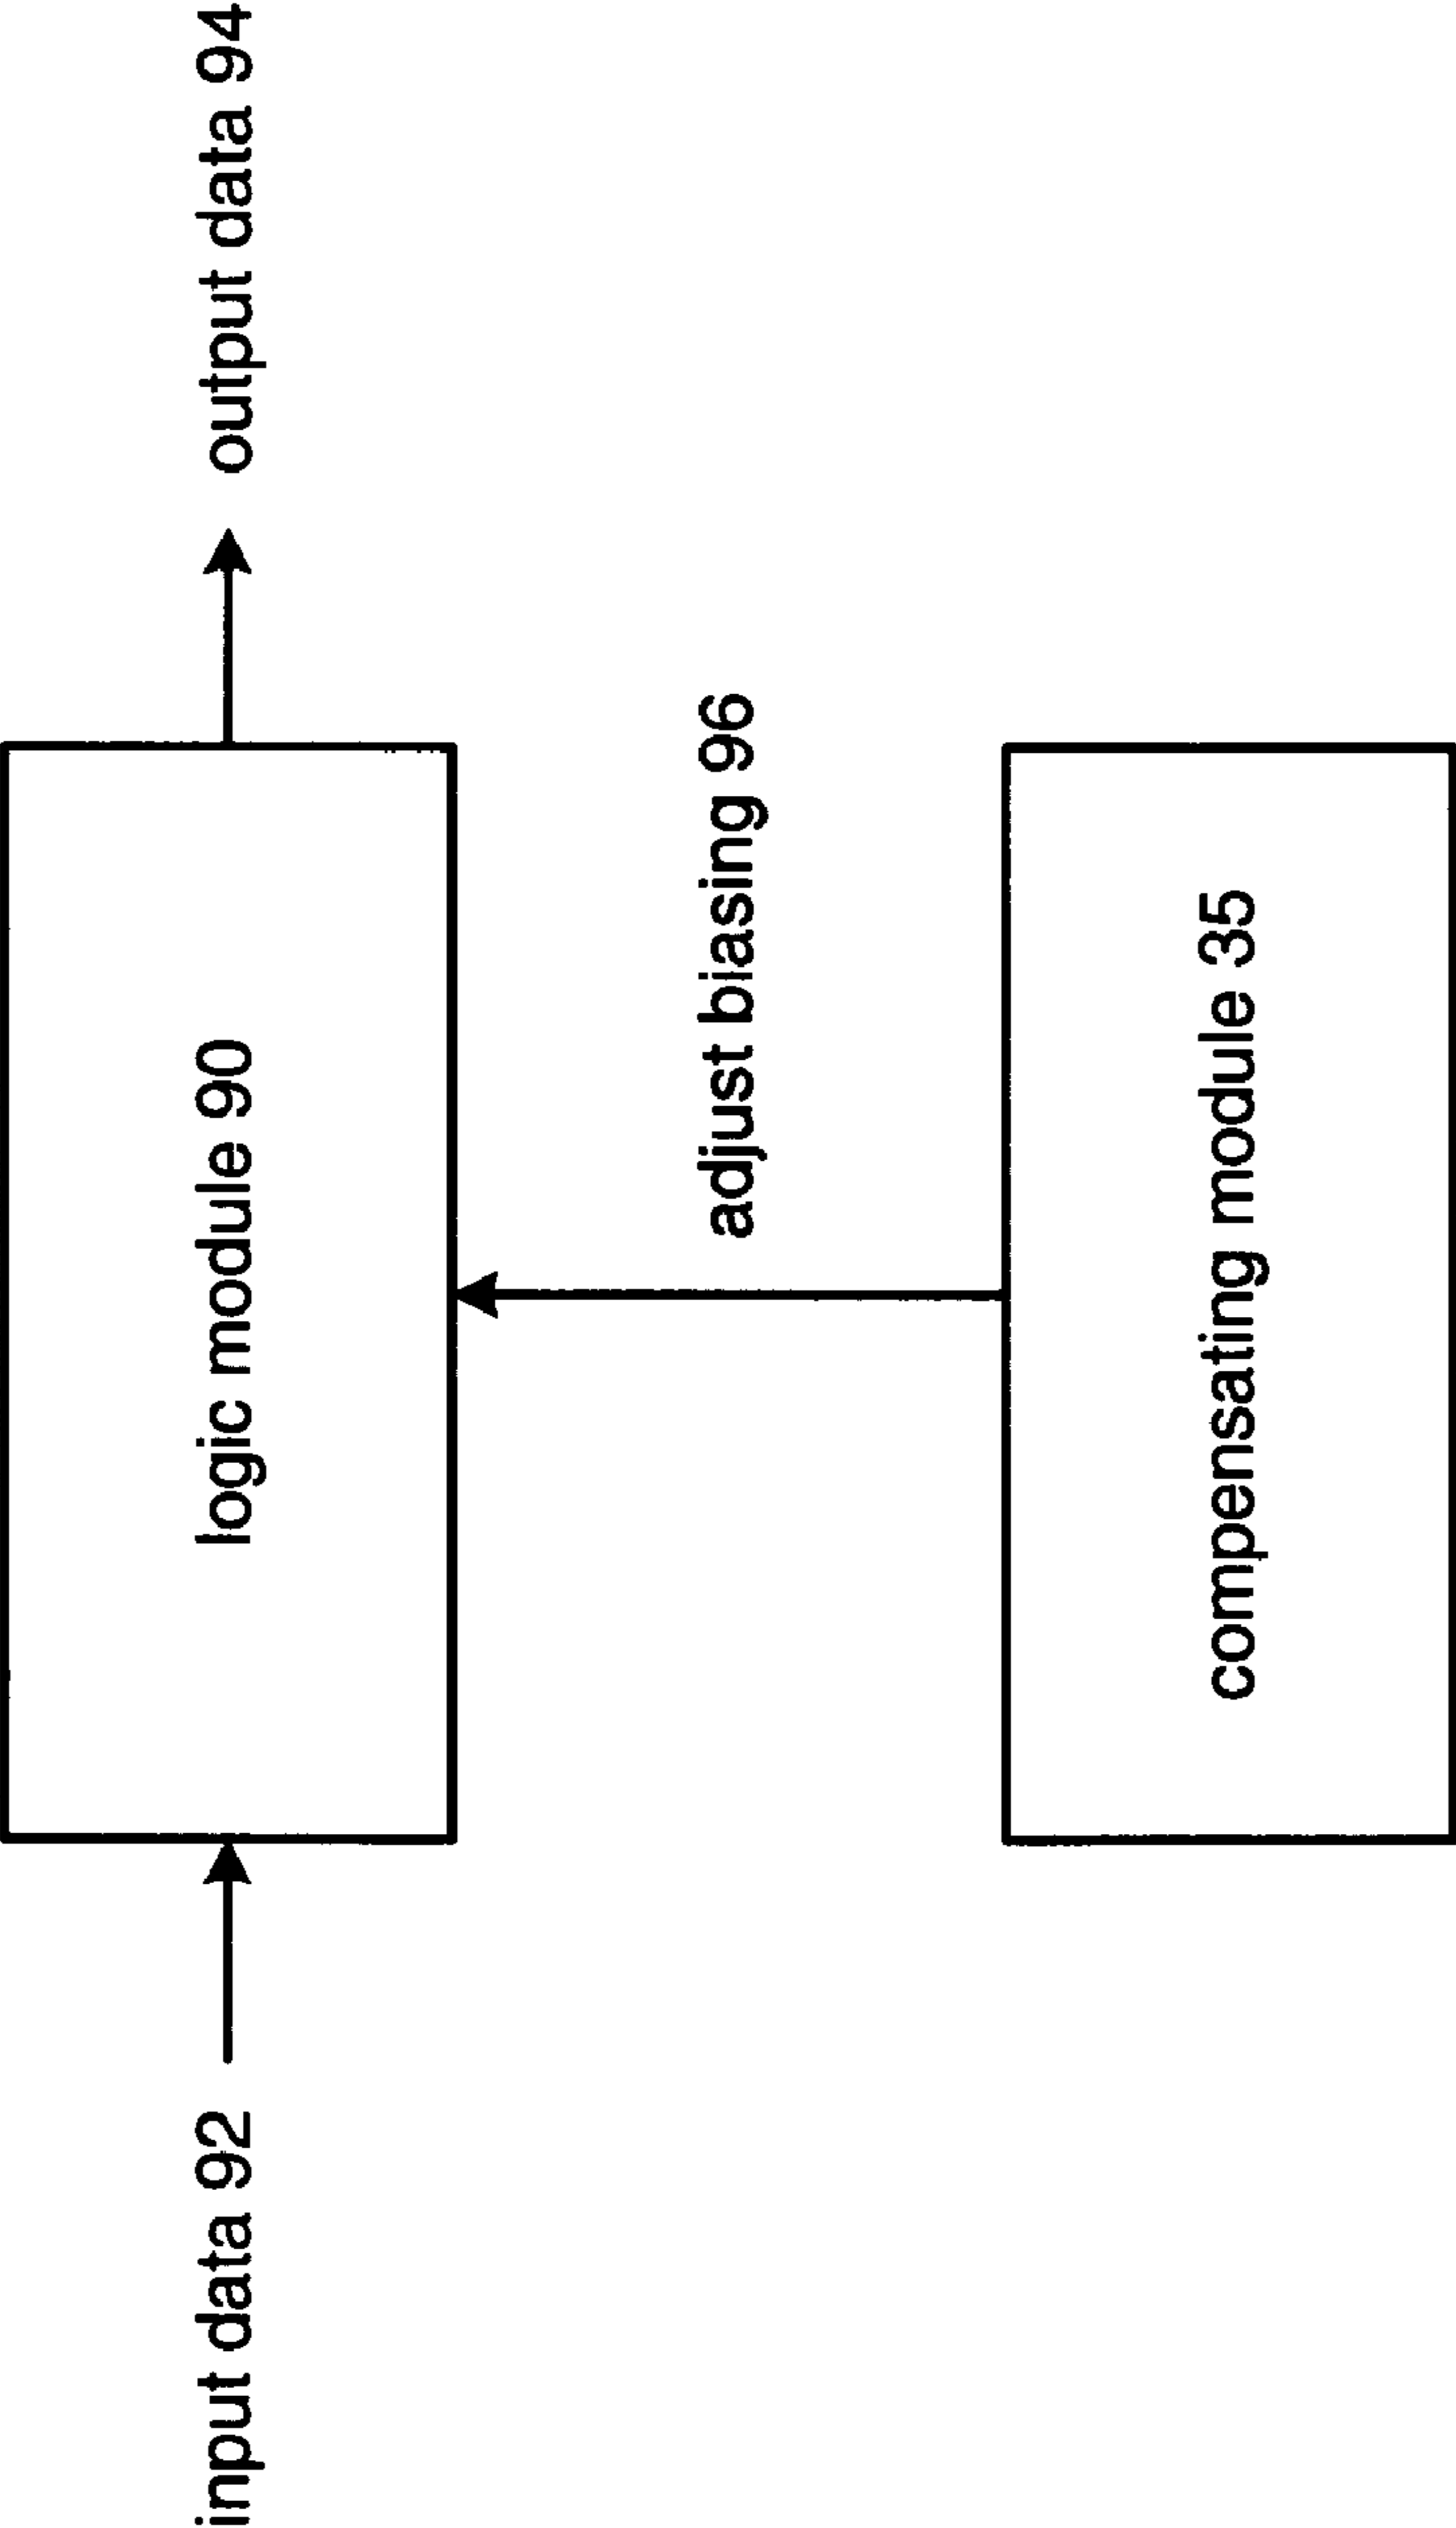 input data 92
logic module 90
output data 94
adjust biasing 96
compensating module 35